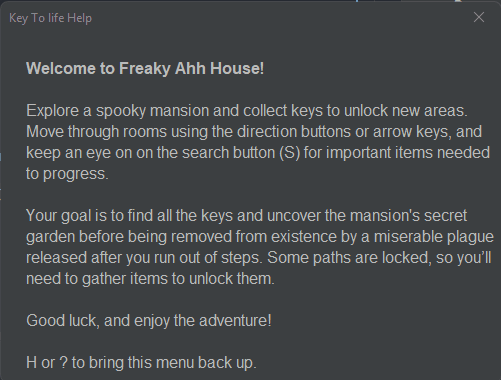 Key To life Help
Welcome to Freaky Ahh House!
Explore a spooky mansion and collect keys to unlock new areas.
Move through rooms using the direction buttons or arrow keys, and
keep an eye on on the search button (S) for important items needed
to progress.
Your goal is to find all the keys and uncover the mansion's secret
garden before being removed from existence by a miserable plague
released after you run out of steps. Some paths are locked, so you'll
need to gather items to unlock them.
Good luck, and enjoy the adventure!
H or ? to bring this menu back up.